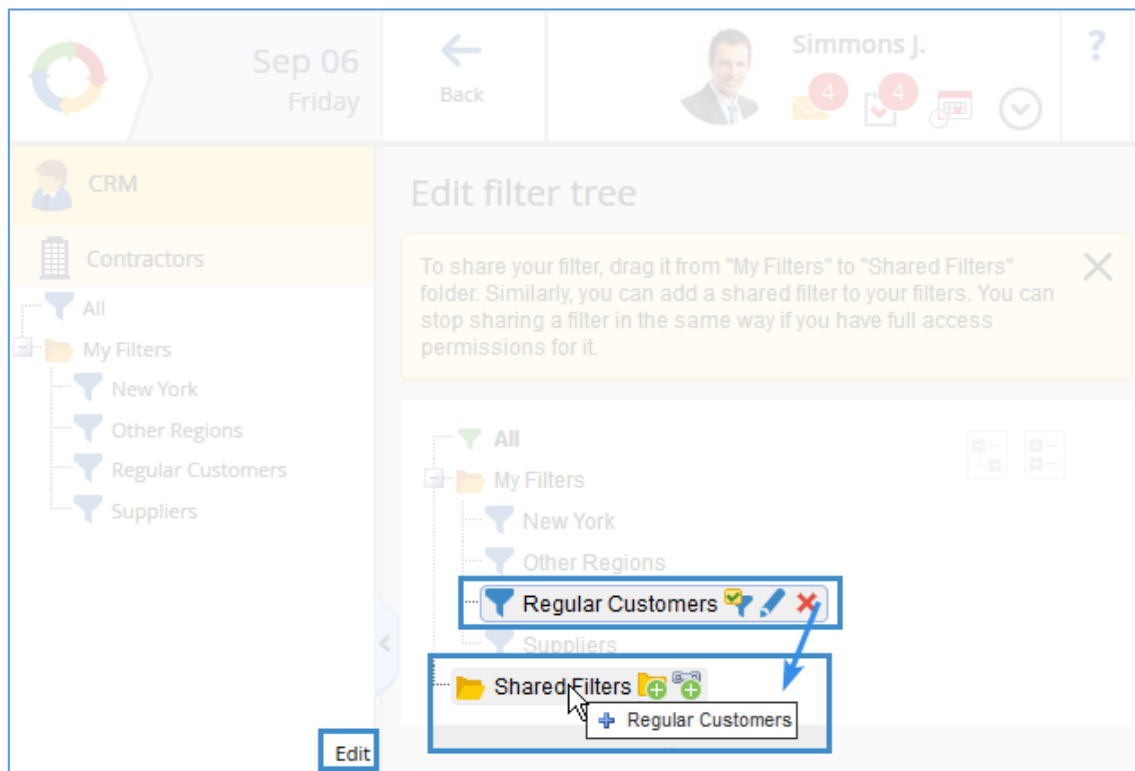 Sep 06
Friday
Back
Simmons J.
4
4
?
CRM
Contractors
All
My Filters
New York
Other Regions
Regular Customers
Suppliers
Edit
Edit filter tree
To share your filter, drag it from "My Filters" to "Shared Filters"
folder. Similarly, you can add a shared filter to your filters. You can
stop sharing a filter in the same way if you have full access
permissions for it.
All
My Filters
New York
Other Regions
Regular Customers
Suppliers
Shared Filters
Regular Customers